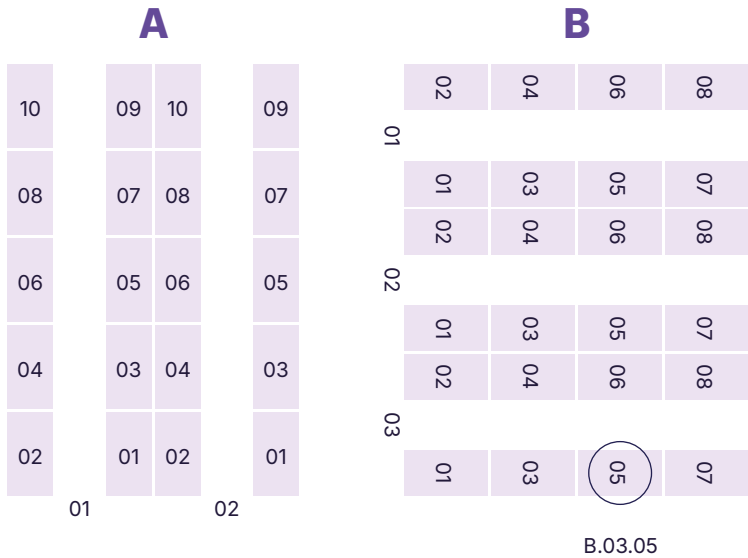 A
10 09 10 09
08 07 08 07
06 05 06 05
04 03 04 03
02 01 02 01
01 02
B
02 04 06 08
01
01 03 05 07
02 04 06 08
02
01 03 05 07
02 04 06 08
03
01 03 05 07
B.03.05